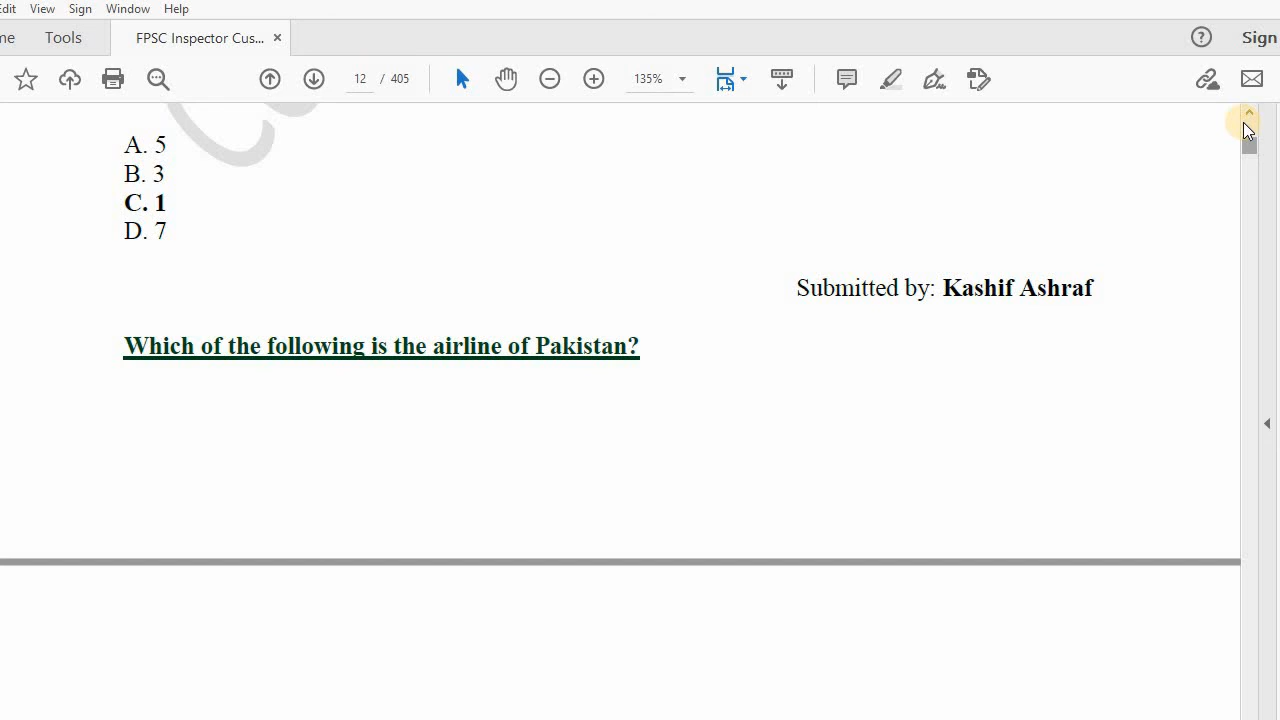 Edit View Sign Window Help
Tools FPSC Inspector Cus... × Sign
12 / 405 135%
A. 5
B. 3
C. 1
D. 7
Submitted by: Kashif Ashraf
Which of the following is the airline of Pakistan?